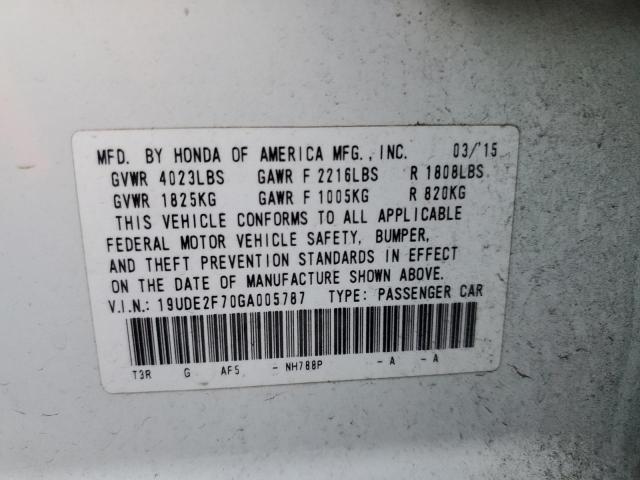 MFD. BY HONDA OF AMERICA MFG., INC. 03/'15
GVWR 4023LBS GAWR F 2216LBS R 1808LBS
GVWR 1825KG GAWR F 1005KG R 820KG
THIS VEHICLE CONFORMS TO ALL APPLICABLE
FEDERAL MOTOR VEHICLE SAFETY, BUMPER,
AND THEFT PREVENTION STANDARDS IN EFFECT
ON THE DATE OF MANUFACTURE SHOWN ABOVE.
V.I.N.: 19UDE2F70GA005787 TYPE: PASSENGER CAR
T3R G AF5 - NH788P - A - A